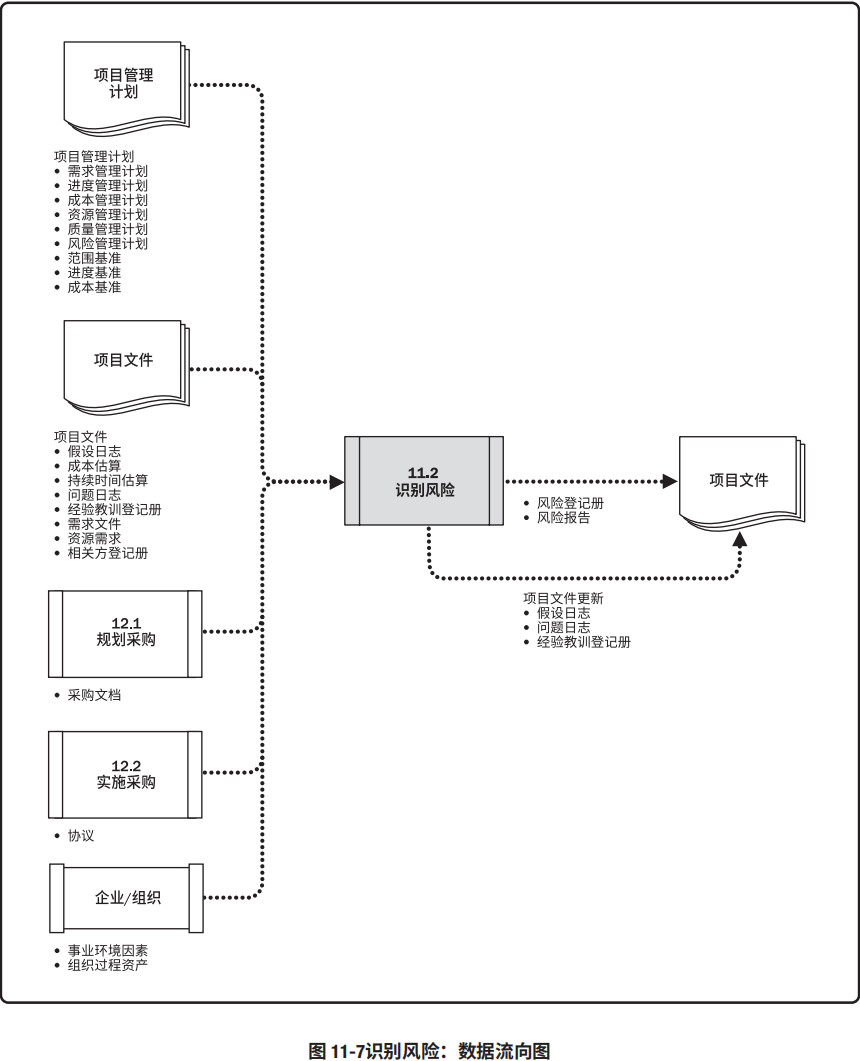 项目管理
计划
项目管理计划
• 需求管理计划
• 进度管理计划
• 成本管理计划
• 资源管理计划
• 质量管理计划
• 风险管理计划
• 范围基准
• 进度基准
• 成本基准
项目文件
项目文件
• 假设日志
• 成本估算
• 持续时间估算
• 问题日志
• 经验教训登记册
• 需求文件
• 资源需求
• 相关方登记册
12.1
规划采购
• 采购文档
12.2
实施采购
• 协议
企业/组织
• 事业环境因素
• 组织过程资产
11.2
识别风险
• 风险登记册
• 风险报告
项目文件
项目文件更新
• 假设日志
• 问题日志
• 经验教训登记册
图 11-7识别风险：数据流向图